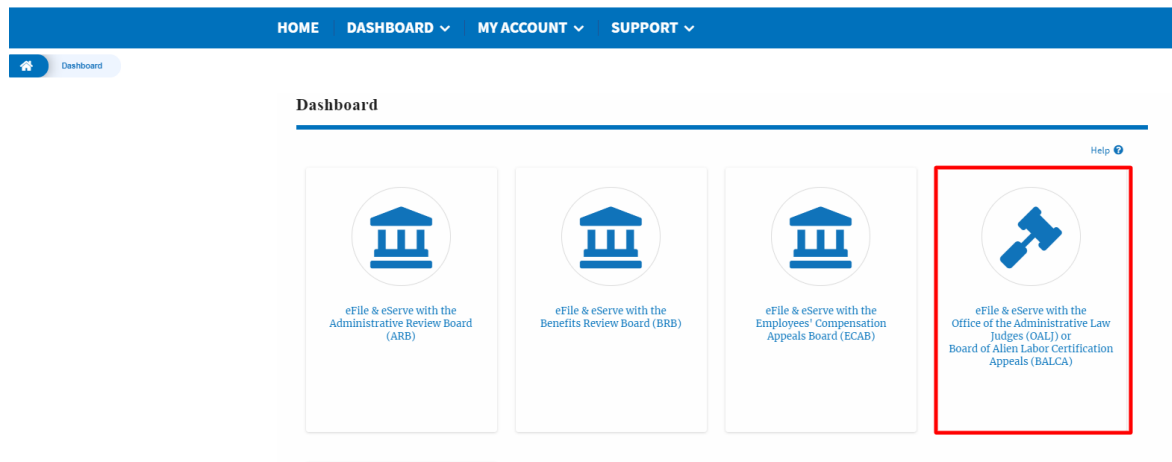 HOME DASHBOARD MY ACCOUNT SUPPORT
Dashboard
Dashboard
Help
eFile & eServe with the
Administrative Review Board
(ARB)
eFile & eServe with the
Benefits Review Board (BRB)
eFile & eServe with the
Employees' Compensation
Appeals Board (ECAB)
eFile & eServe with the
Office of the Administrative Law
Judges (OALJ) or
Board of Alien Labor Certification
Appeals (BALCA)